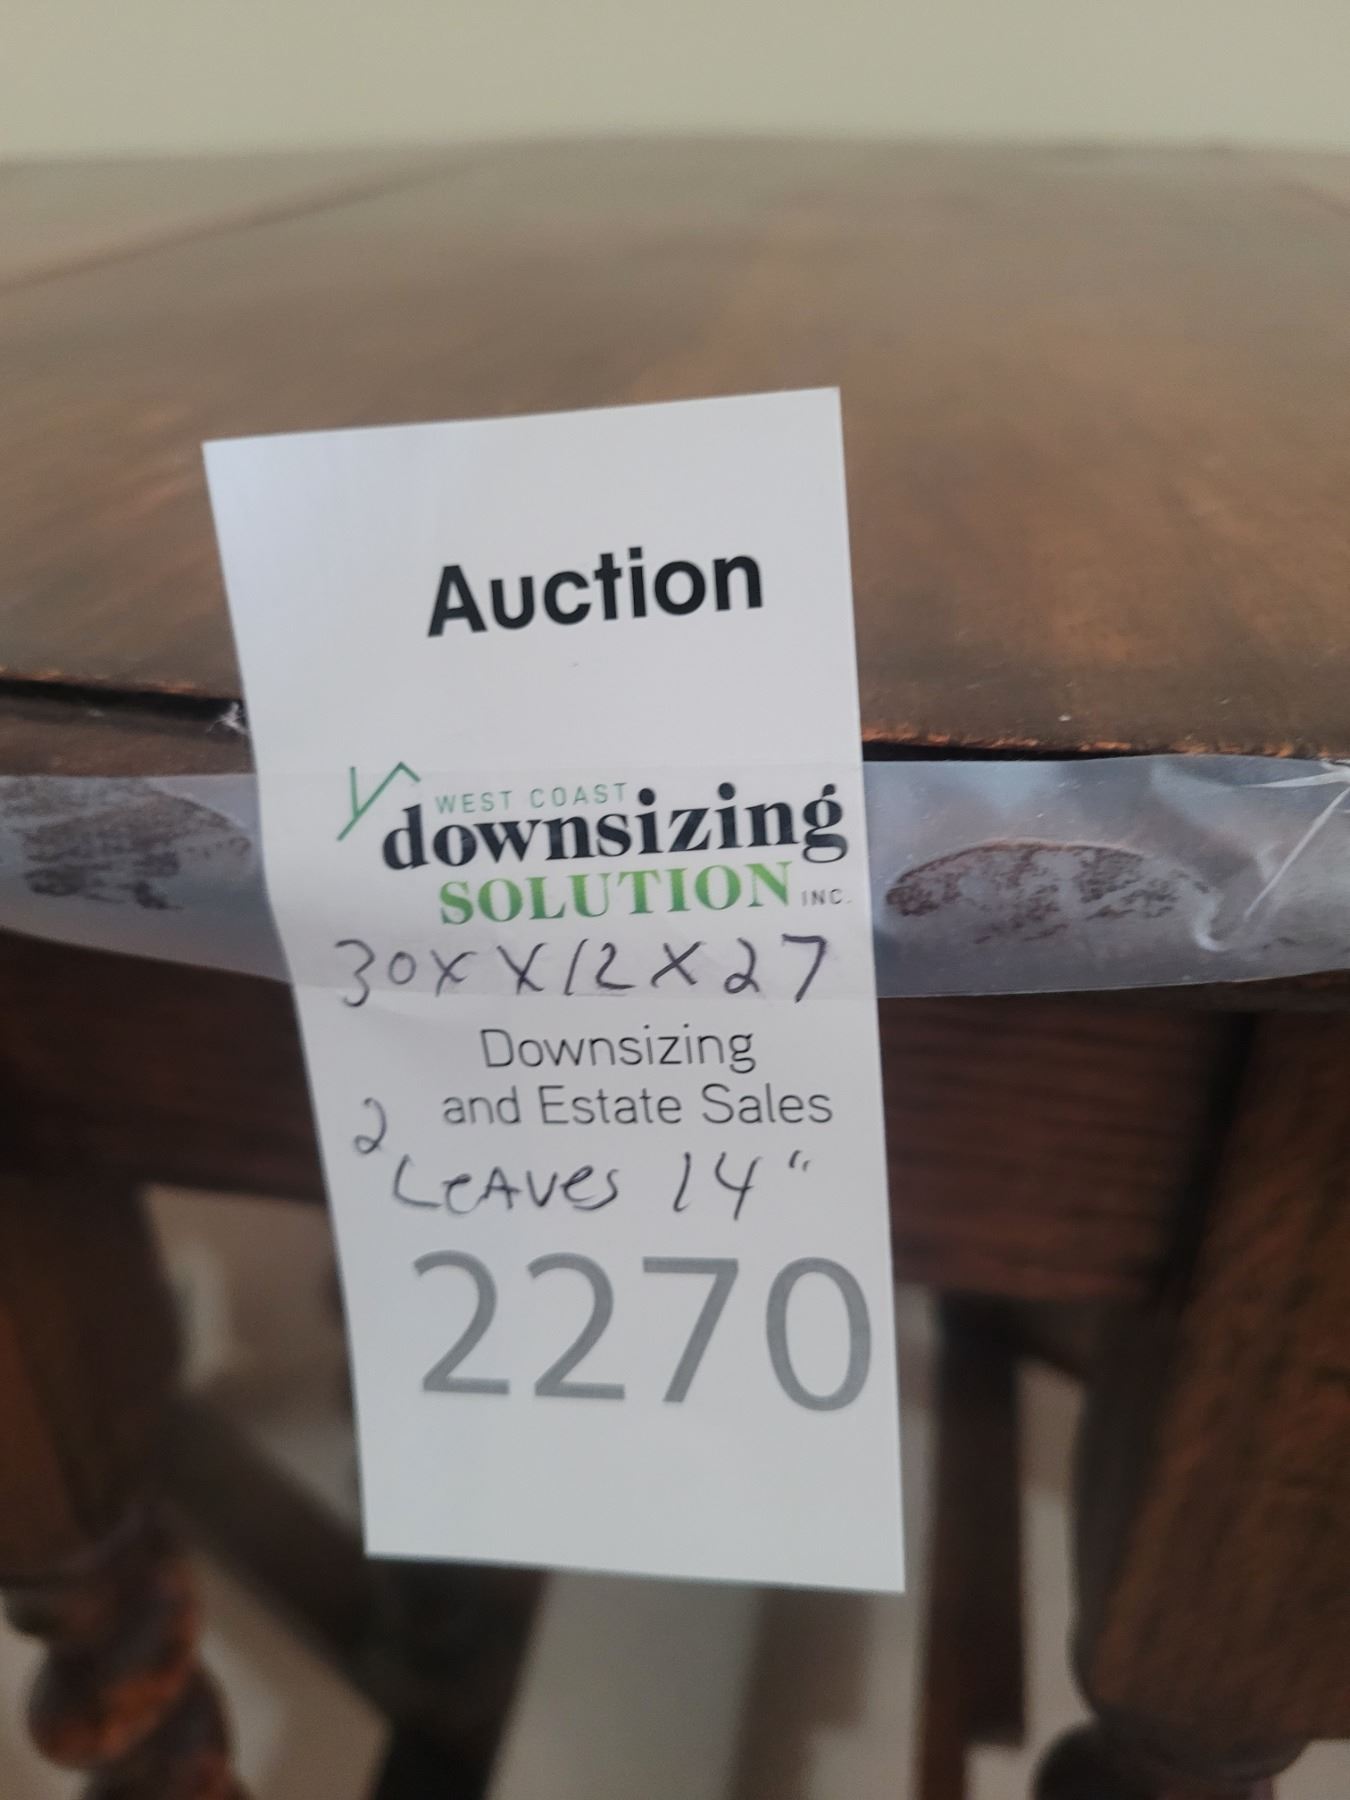 Auction
WEST COAST
downsizing
SOLUTION INC.
30X X 12 X 27
Downsizing
and Estate Sales
2
LeAves 14"
2270